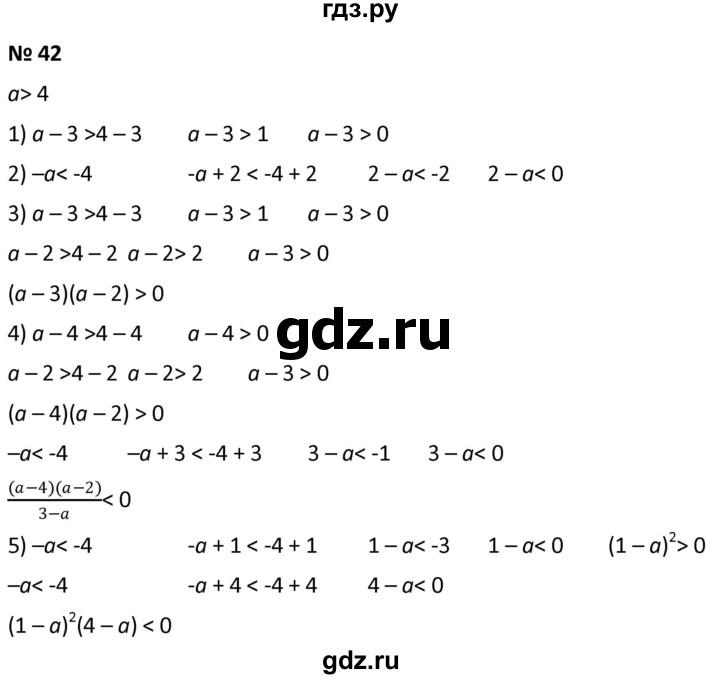 гдз.ру
№ 42
a> 4
1) a – 3 >4 – 3 a – 3 > 1 a – 3 > 0
2) –a< -4 -a + 2 < -4 + 2 2 – a< -2 2 – a< 0
3) a – 3 >4 – 3 a – 3 > 1 a – 3 > 0
a – 2 >4 – 2 a – 2> 2 a – 3 > 0
(a – 3)(a – 2) > 0
4) a – 4 >4 – 4 a – 4 > 0
gdz.ru
a – 2 >4 – 2 a – 2> 2 a – 3 > 0
(a – 4)(a – 2) > 0
–a< -4 –a + 3 < -4 + 3 3 – a< -1 3 – a< 0
(a−4)(a−2)/3−a < 0
5) –a< -4 -a + 1 < -4 + 1 1 – a< -3 1 – a< 0 (1 – a)²> 0
–a< -4 -a + 4 < -4 + 4 4 – a< 0
(1 – a)²(4 – a) < 0
gdz.ru